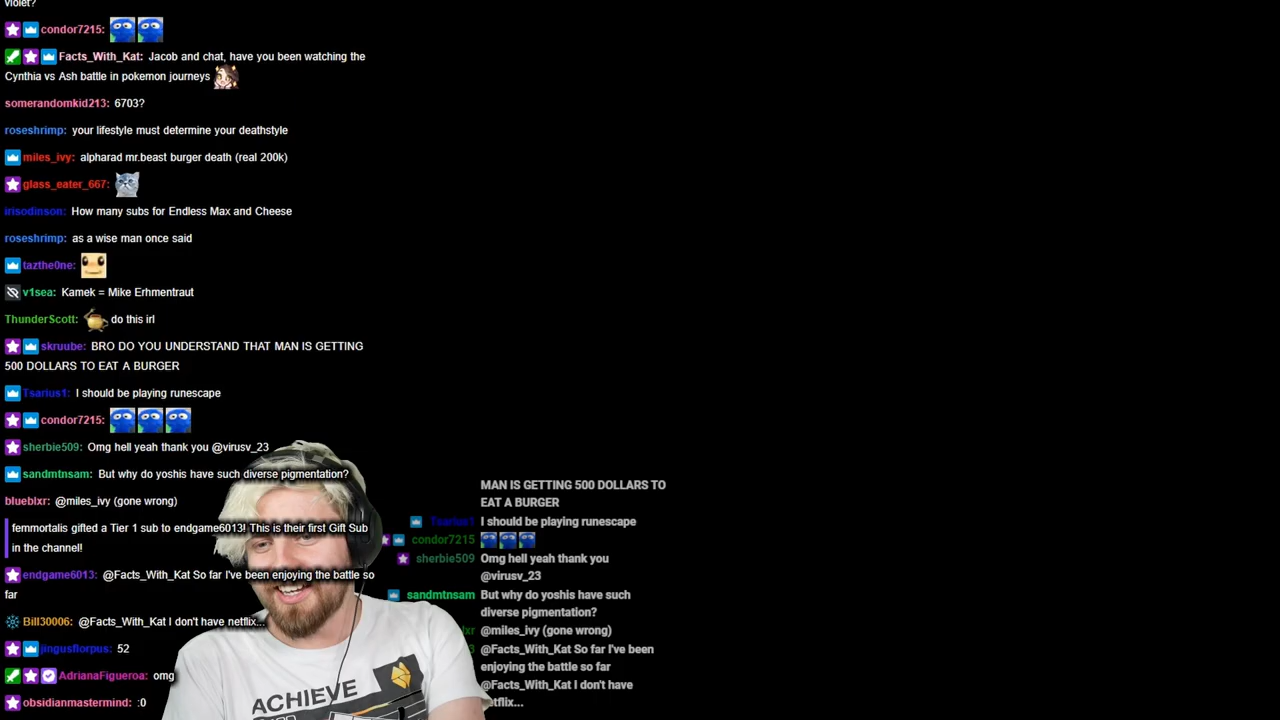 violet?
condor7215:
Facts_With_Kat: Jacob and chat, have you been watching the
Cynthia vs Ash battle in pokemon journeys
somerandomkid213: 6703?
roseshrimp: your lifestyle must determine your deathstyle
miles_ivy: alpharad mr.beast burger death (real 200k)
glass_eater_667:
irisodinson: How many subs for Endless Max and Cheese
roseshrimp: as a wise man once said
tazthe0ne:
v1sea: Kamek = Mike Erhmentraut
ThunderScott: do this irl
skruube: BRO DO YOU UNDERSTAND THAT MAN IS GETTING
500 DOLLARS TO EAT A BURGER
Tsarius1: I should be playing runescape
condor7215:
sherbie509: Omg hell yeah thank you @virusv_23
sandmtnsam: But why do yoshis have such diverse pigmentation?
blueblxr: @miles_ivy (gone wrong)
femmortalis gifted a Tier 1 sub to endgame6013! This is their first Gift Sub
in the channel!
endgame6013: @Facts_With_Kat So far I've been enjoying the battle so
far
Bill30006: @Facts_With_Kat I don't have netflix...
jingusflorpus: 52
AdrianaFigueroa: omg
obsidianmastermind: :0
MAN IS GETTING 500 DOLLARS TO
EAT A BURGER
Tsarius1 I should be playing runescape
condor7215
sherbie509 Omg hell yeah thank you
@virusv_23
sandmtnsam But why do yoshis have such
diverse pigmentation?
@miles_ivy (gone wrong)
@Facts_With_Kat So far I've been
enjoying the battle so far
@Facts_With_Kat I don't have
netflix...
ACHIEVE